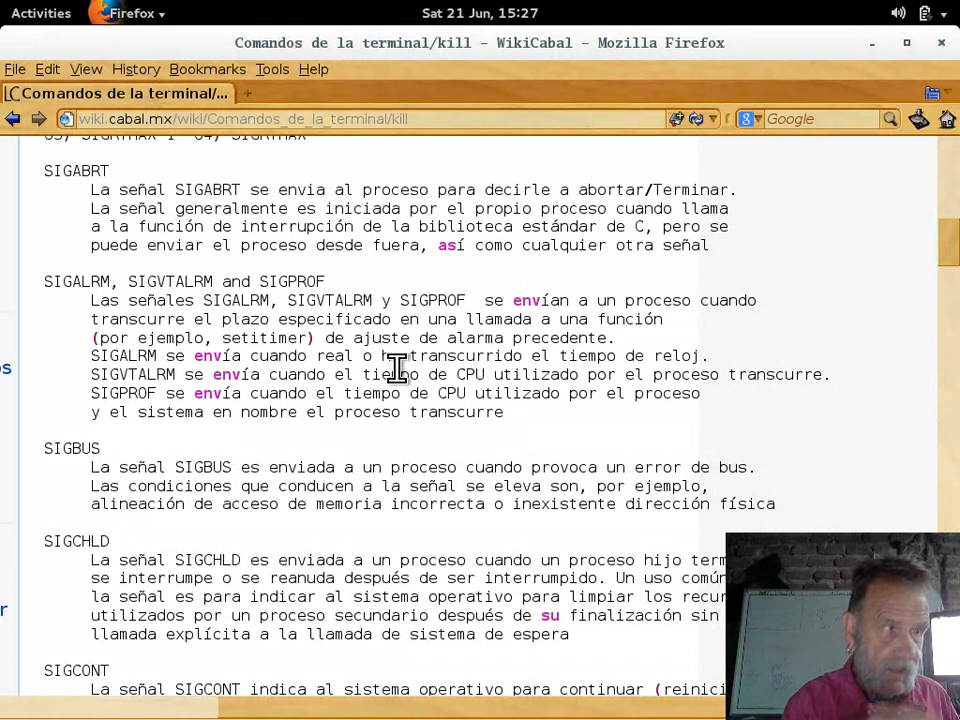 Activities Firefox Sat 21 Jun, 15:27
Comandos de la terminal/kill - WikiCabal - Mozilla Firefox
File Edit View History Bookmarks Tools Help
Comandos de la terminal/...
wiki.cabal.mx/wiki/Comandos_de_la_terminal/kill Google
SIGABRT
La señal SIGABRT se envia al proceso para decirle a abortar/Terminar.
La señal generalmente es iniciada por el propio proceso cuando llama
a la función de interrupción de la biblioteca estándar de C, pero se
puede enviar el proceso desde fuera, así como cualquier otra señal
SIGALRM, SIGVTALRM and SIGPROF
Las señales SIGALRM, SIGVTALRM y SIGPROF se envían a un proceso cuando
transcurre el plazo especificado en una llamada a una función
(por ejemplo, setitimer) de ajuste de alarma precedente.
SIGALRM se envía cuando real o transcurrido el tiempo de reloj.
SIGVTALRM se envía cuando el tiempo de CPU utilizado por el proceso transcurre.
SIGPROF se envía cuando el tiempo de CPU utilizado por el proceso
y el sistema en nombre el proceso transcurre
SIGBUS
La señal SIGBUS es enviada a un proceso cuando provoca un error de bus.
Las condiciones que conducen a la señal se eleva son, por ejemplo,
alineación de acceso de memoria incorrecta o inexistente dirección física
SIGCHLD
La señal SIGCHLD es enviada a un proceso cuando un proceso hijo term
se interrumpe o se reanuda después de ser interrumpido. Un uso común
la señal es para indicar al sistema operativo para limpiar los recur
utilizados por un proceso secundario después de su finalización sin
llamada explícita a la llamada de sistema de espera
SIGCONT
La señal SIGCONT indica al sistema operativo para continuar (reinici